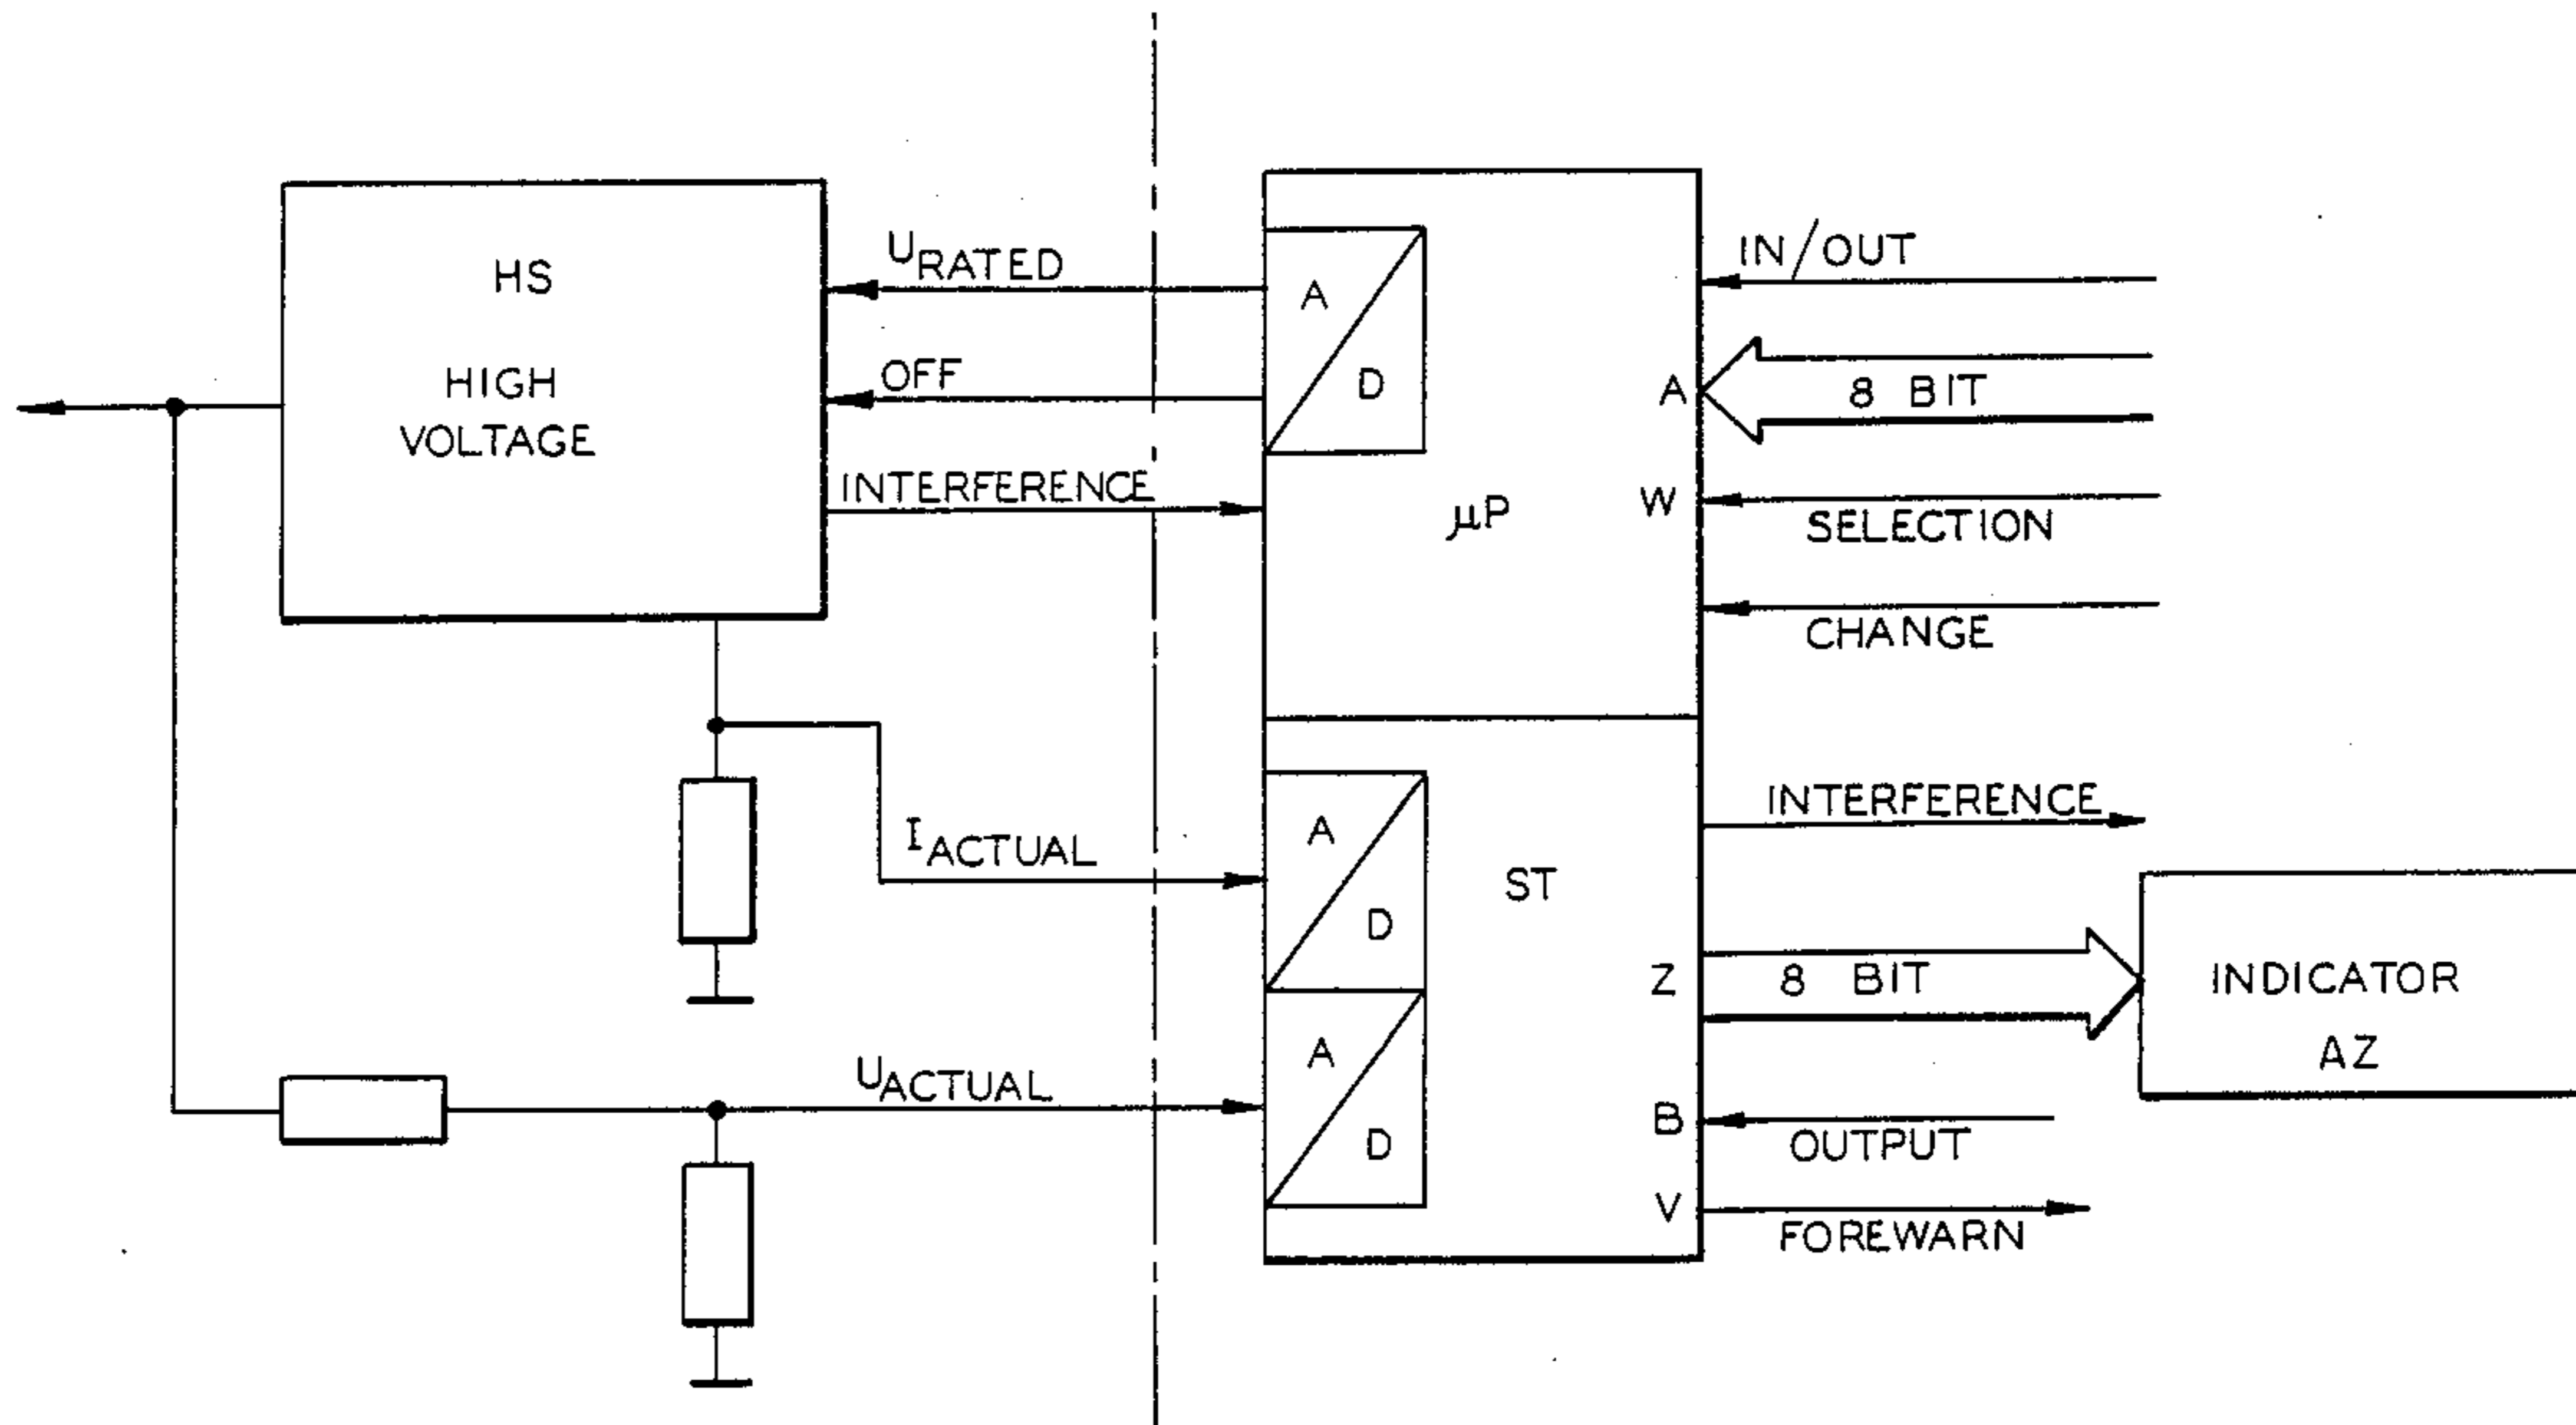 HS
HIGH
VOLTAGE
URATED
OFF
INTERFERENCE
A
D
μP
IN/OUT
A
8 BIT
W
SELECTION
CHANGE
IACTUAL
UACTUAL
A
D
A
D
ST
INTERFERENCE
Z
8 BIT
INDICATOR
AZ
B
OUTPUT
V
FOREWARN